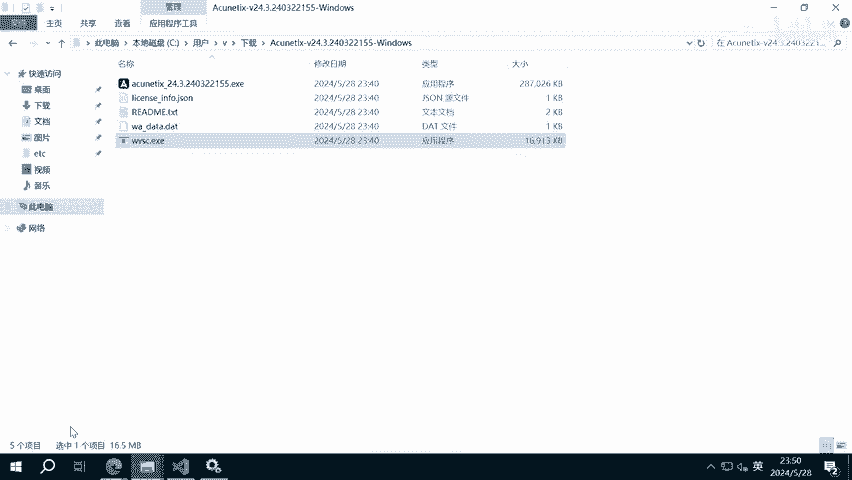 管理 Acunetix-v24.3.240322155-Windows
主页 共享 查看 应用程序工具
此电脑 本地磁盘 (C:) 用户 v 下载 Acunetix-v24.3.240322155-Windows 在 Acunetix-v24.3.240322...
名称 修改日期 类型 大小
快速访问
桌面
下载
文档
图片
etc
视频
音乐
此电脑
网络
acunetix_24.3.240322155.exe 2024/5/28 23:40 应用程序 287,026 KB
license_info.json 2024/5/28 23:40 JSON 源文件 1 KB
README.txt 2024/5/28 23:40 文本文档 2 KB
wa_data.dat 2024/5/28 23:40 DAT 文件 1 KB
wvsc.exe 2024/5/28 23:40 应用程序 16,913 KB
5 个项目 选中 1 个项目 16.5 MB
英 23:50
2024/5/28
2